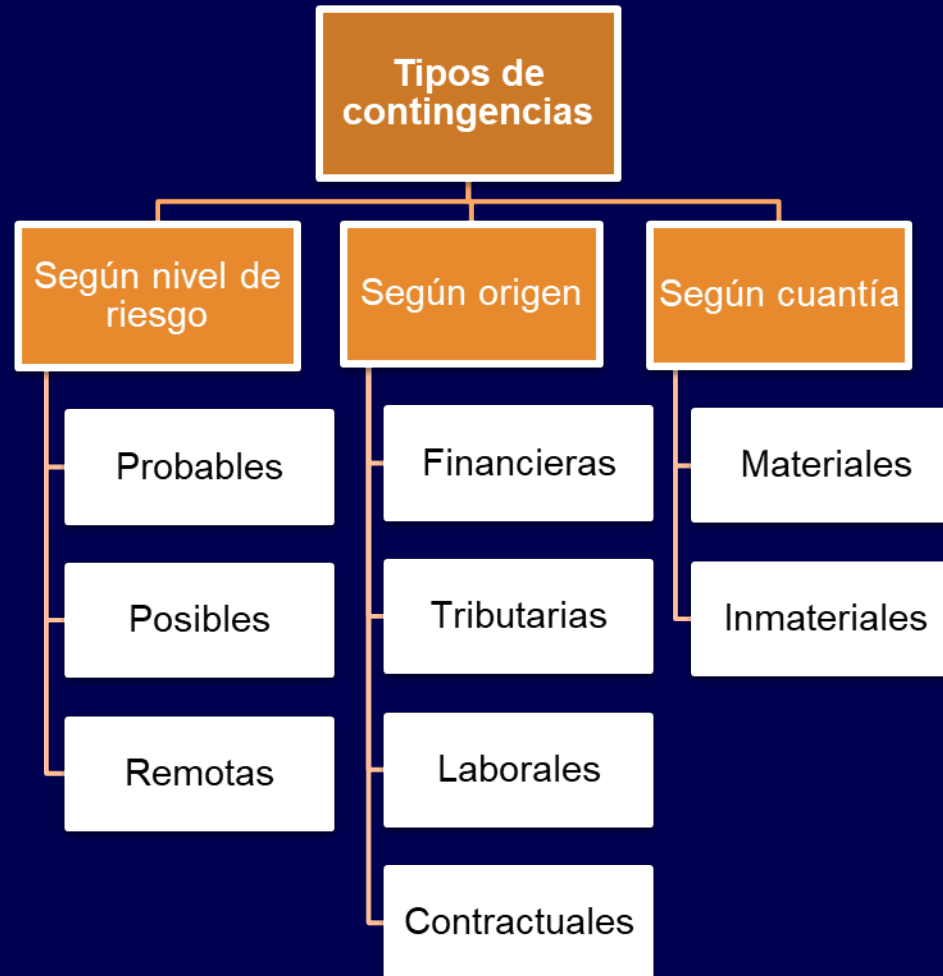 Tipos de
contingencias
Según nivel de
riesgo
Probables
Posibles
Remotas
Según origen
Financieras
Tributarias
Laborales
Contractuales
Según cuantía
Materiales
Inmateriales